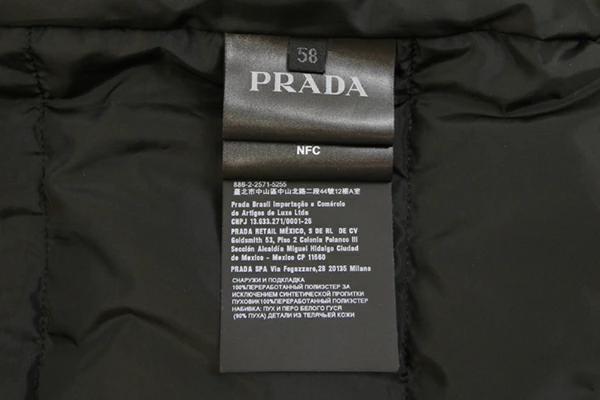 58
PRADA
NFC
886-2-2571-5255
臺北市中山區中山北路二段44號12樓A室
Prada Brasil Importação e Comércio
de Artigos de Luxo Ltda
CNPJ 13.633.271/0001-26
PRADA RETAIL MÉXICO, S DE RL DE CV
Goldsmith 53, Piso 2 Colonia Polanco III
Sección Alcaldía Miguel Hidalgo Ciudad
de Mexico - Mexico CP 11560
PRADA SPA Via Fogazzaro,28 20135 Milano
СНАРУЖИ И ПОДКЛАДКА
100%ПЕРЕРАБОТАННЫЙ ПОЛИЭСТЕР ЗА
ИСКЛЮЧЕНИЕМ СИНТЕТИЧЕСКОЙ ПРОПИТКИ
ПУХОВИК100% ПЕРЕРАБОТАННЫЙ ПОЛИЭСТЕР
НАБИВКА: ПУХ И ПЕРО БЕЛОГО ГУСЯ
(90% ПУХА) ДЕТАЛИ ИЗ ТЕЛЯЧЬЕЙ КОЖИ